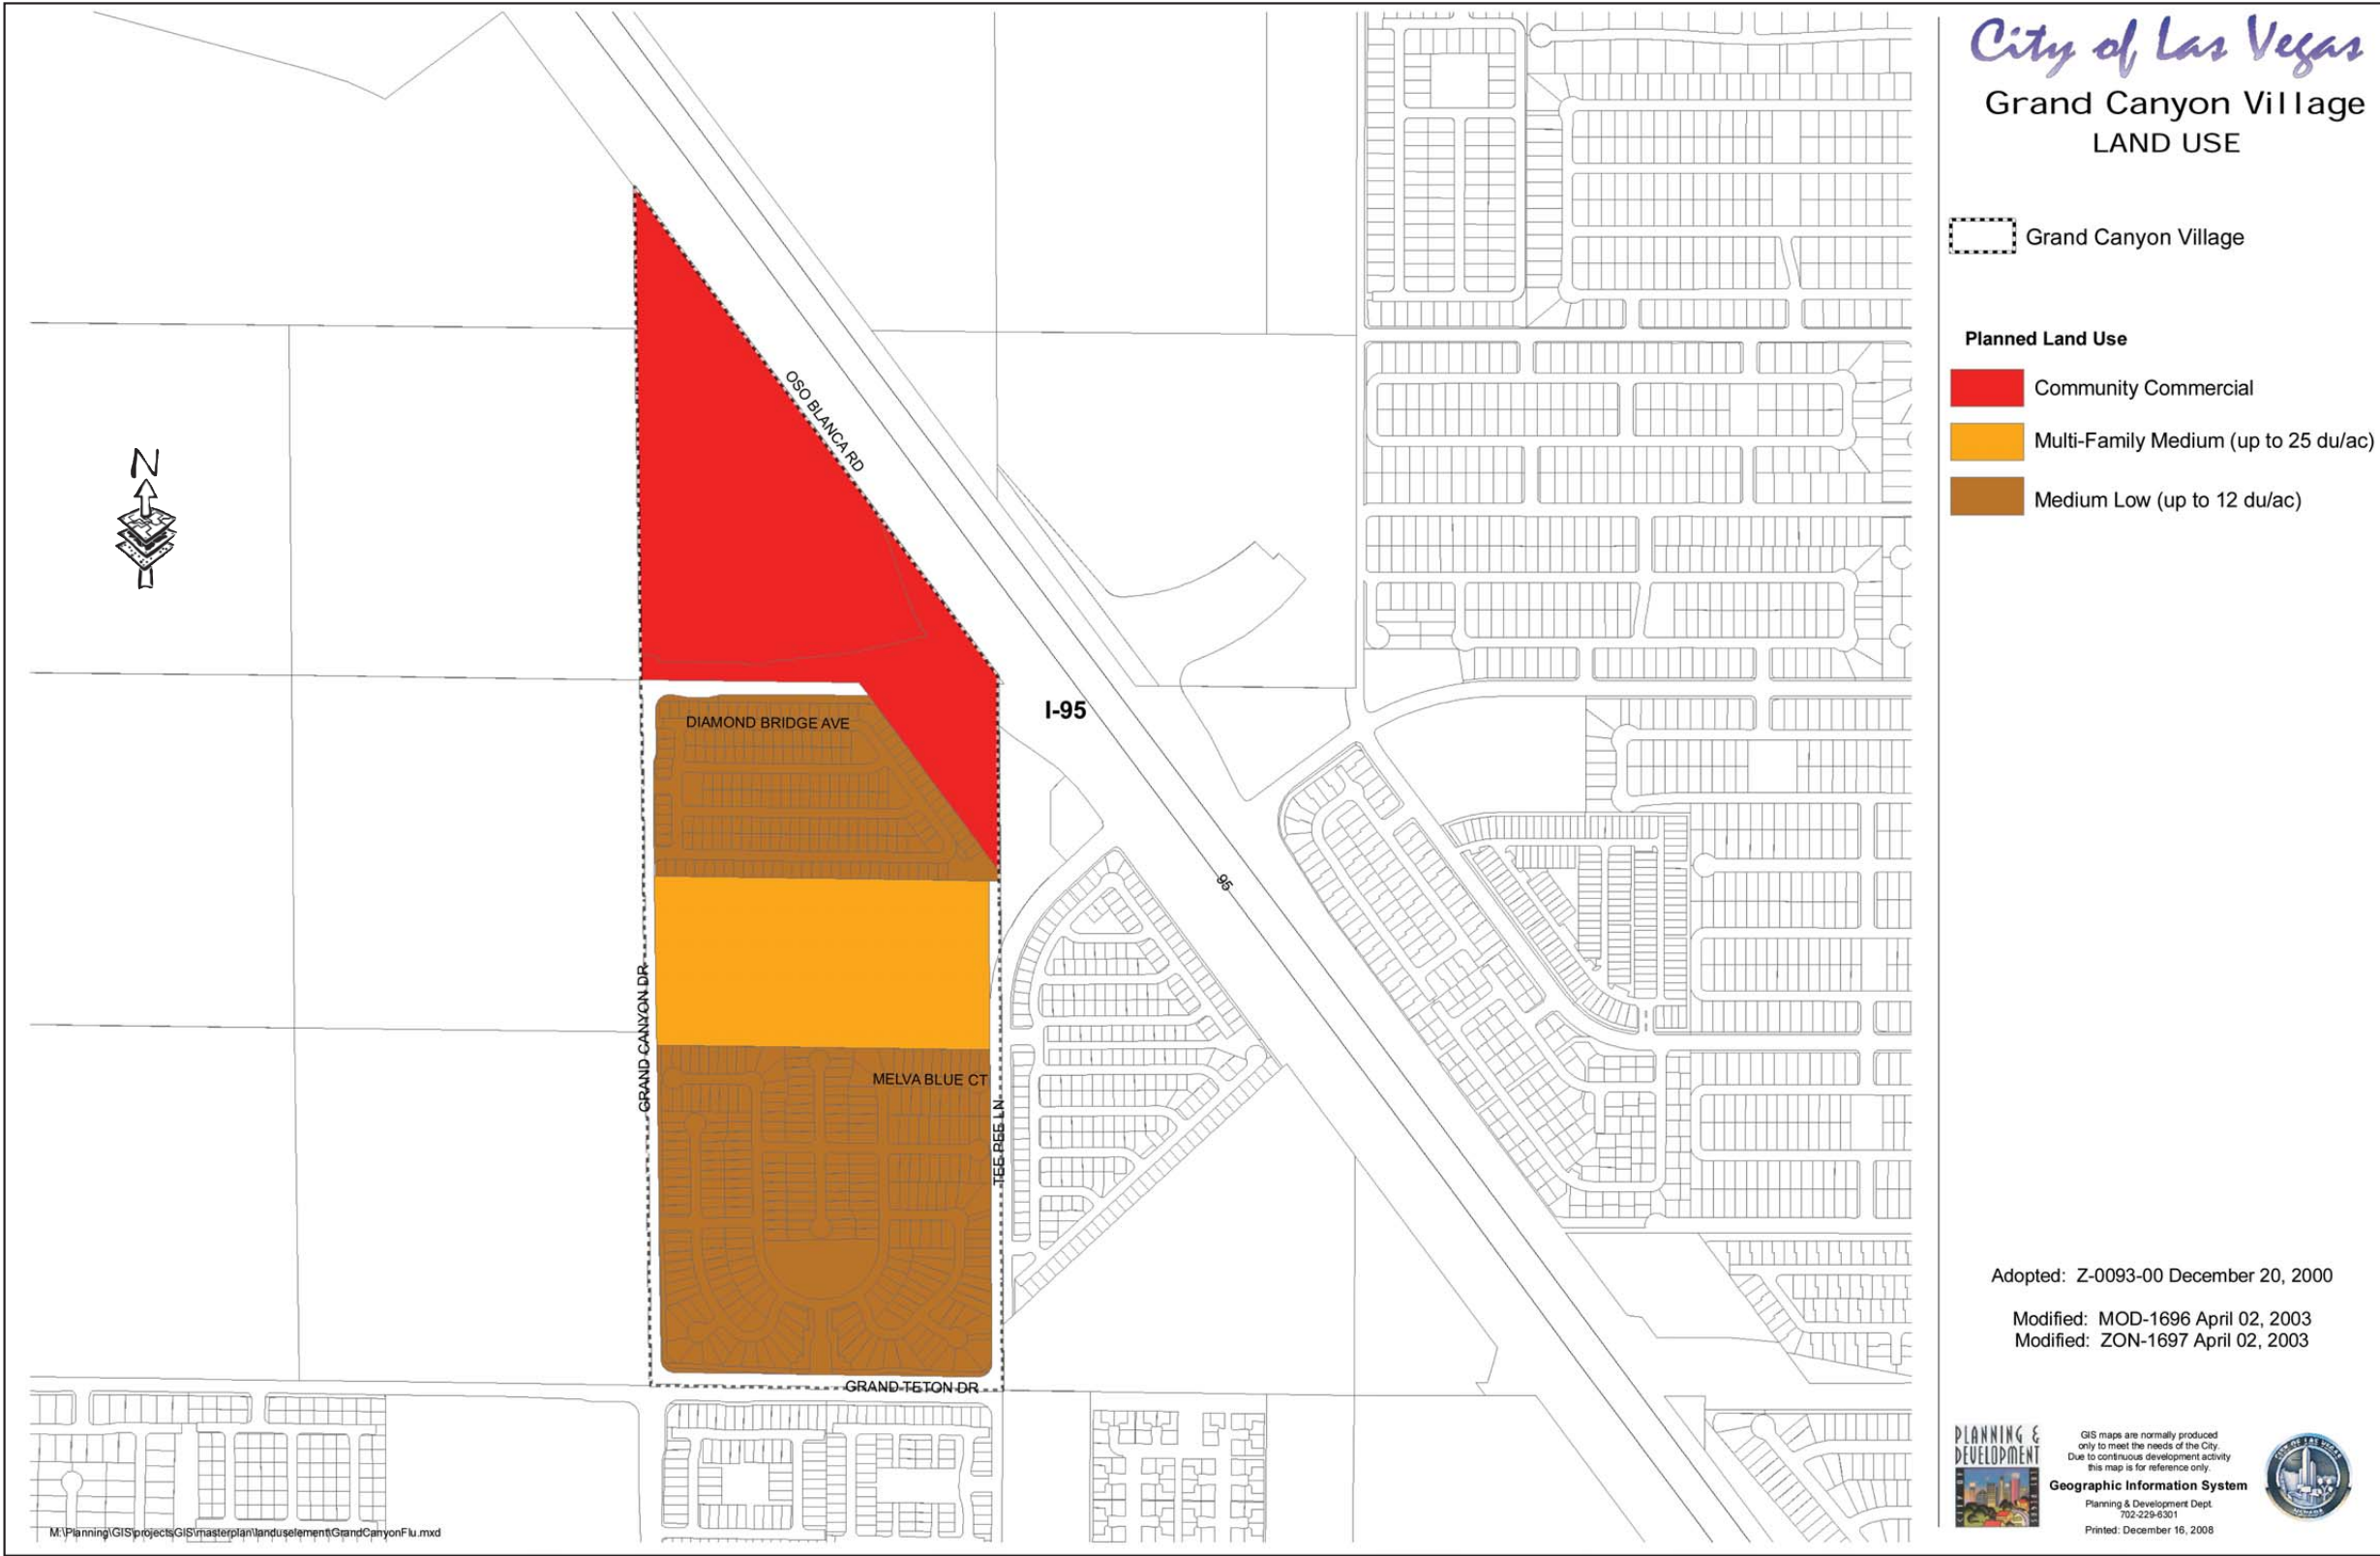 City of Las Vegas
Grand Canyon Village
LAND USE
Grand Canyon Village
Planned Land Use
Community Commercial
Multi-Family Medium (up to 25 du/ac)
Medium Low (up to 12 du/ac)
N
OSO BLANCA RD
I-95
DIAMOND BRIDGE AVE
95
GRAND CANYON DR
MELVA BLUE CT
TEE PEE LN
GRAND TETON DR
Adopted: Z-0093-00 December 20, 2000
Modified: MOD-1696 April 02, 2003
Modified: ZON-1697 April 02, 2003
PLANNING &
DEVELOPMENT
GIS maps are normally produced
only to meet the needs of the City.
Due to continuous development activity
this map is for reference only.
Geographic Information System
Planning & Development Dept.
702-229-6301
Printed: December 16, 2008
CITY OF LAS VEGAS
NEVADA
M:\Planning\GIS\projectsGIS\masterplan\landuselement\GrandCanyonFlu.mxd